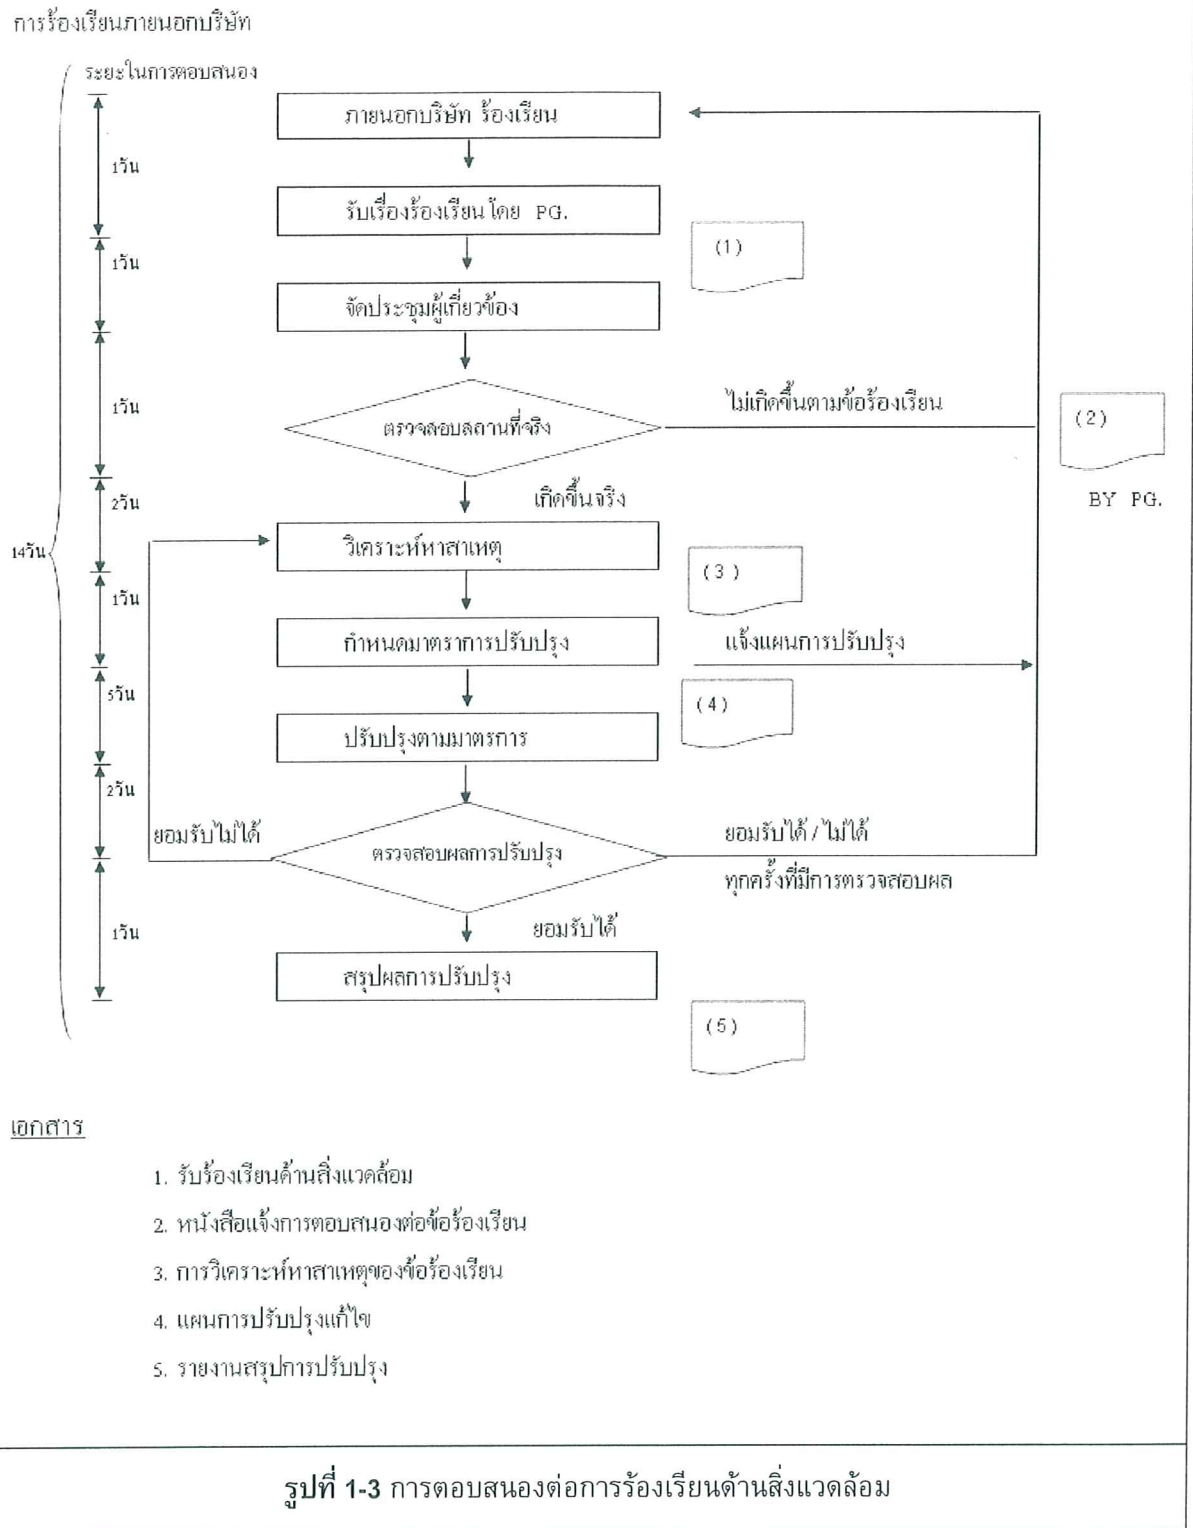 การร้องเรียนภายนอกบริษัท
ระยะในการตอบสนอง
ภายนอกบริษัท ร้องเรียน
1วัน
รับเรื่องร้องเรียนโดย PG.
(1)
1วัน
จัดประชุมผู้เกี่ยวข้อง
ไม่เกิดขึ้นตามข้อร้องเรียน
1วัน
ตรวจสอบสถานที่จริง
(2)
BY PG.
เกิดขึ้นจริง
2วัน
14วัน
วิเคราะห์หาสาเหตุ
(3)
1วัน
กำหนดมาตราการปรับปรุง
แจ้งแผนการปรับปรุง
5วัน
(4)
ปรับปรุงตามมาตรการ
2วัน
ยอมรับไม่ได้
ตรวจสอบผลการปรับปรุง
ยอมรับได้ / ไม่ได้
ทุกครั้งที่มีการตรวจสอบผล
1วัน
ยอมรับได้
สรุปผลการปรับปรุง
(5)
เอกสาร
1. รับร้องเรียนด้านสิ่งแวดล้อม
2. หนังสือแจ้งการตอบสนองต่อข้อร้องเรียน
3. การวิเคราะห์หาสาเหตุของข้อร้องเรียน
4. แผนการปรับปรุงแก้ไข
5. รายงานสรุปการปรับปรุง
รูปที่ 1-3 การตอบสนองต่อการร้องเรียนด้านสิ่งแวดล้อม